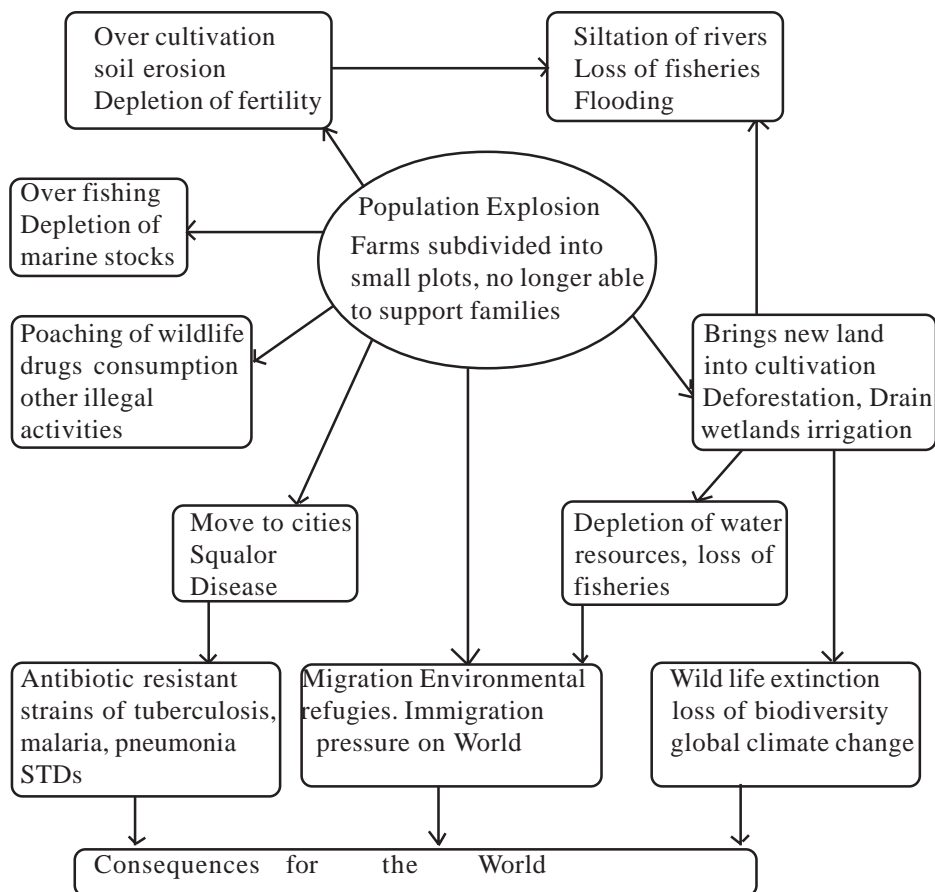 Over cultivation
soil erosion
Depletion of fertility
Siltation of rivers
Loss of fisheries
Flooding
Over fishing
Depletion of
marine stocks
Population Explosion
Farms subdivided into
small plots, no longer able
to support families
Poaching of wildlife
drugs consumption
other illegal
activities
Brings new land
into cultivation
Deforestation, Drain
wetlands irrigation
Move to cities
Squalor
Disease
Depletion of water
resources, loss of
fisheries
Antibiotic resistant
strains of tuberculosis,
malaria, pneumonia
STDs
Migration Environmental
refugies. Immigration
pressure on World
Wild life extinction
loss of biodiversity
global climate change
Consequences for the World